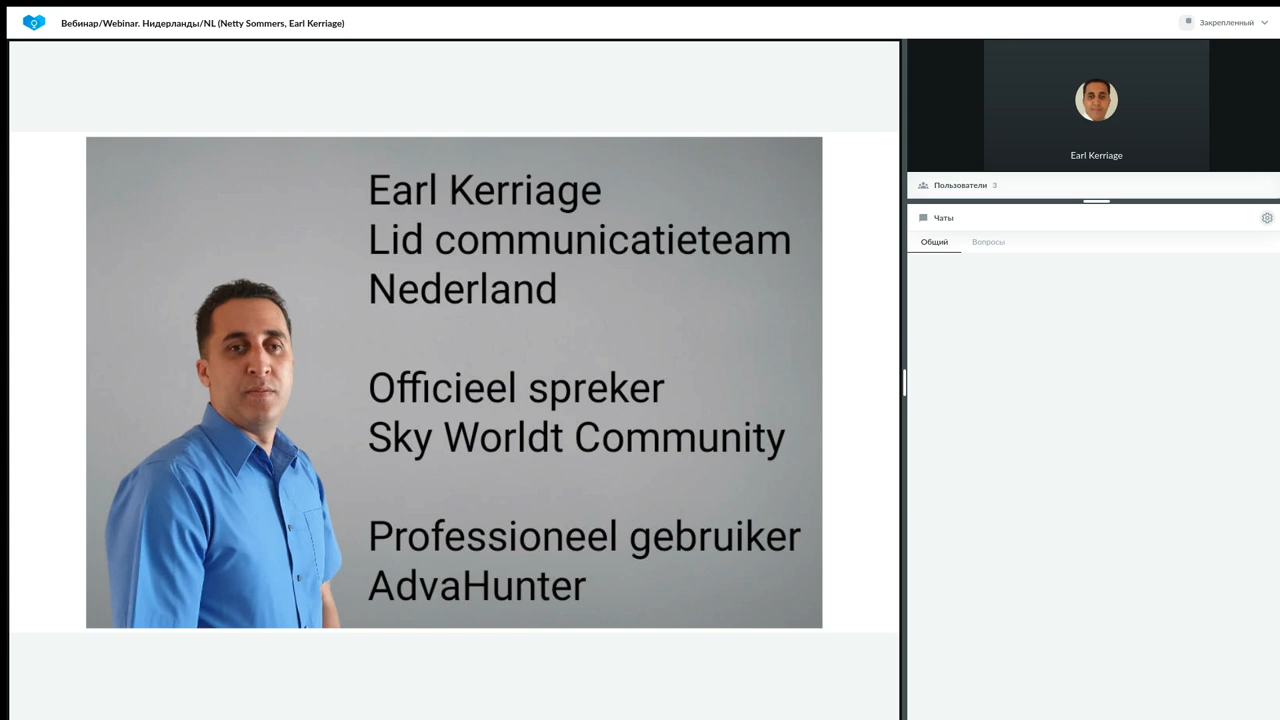 Вебинар/Webinar. Нидерланды/NL (Netty Sommers, Earl Kerriage)
Закрепленный
Earl Kerriage
Lid communicatieteam
Nederland
Officieel spreker
Sky Worldt Community
Professioneel gebruiker
AdvaHunter
Earl Kerriage
Пользователи 3
Чаты
Общий Вопросы